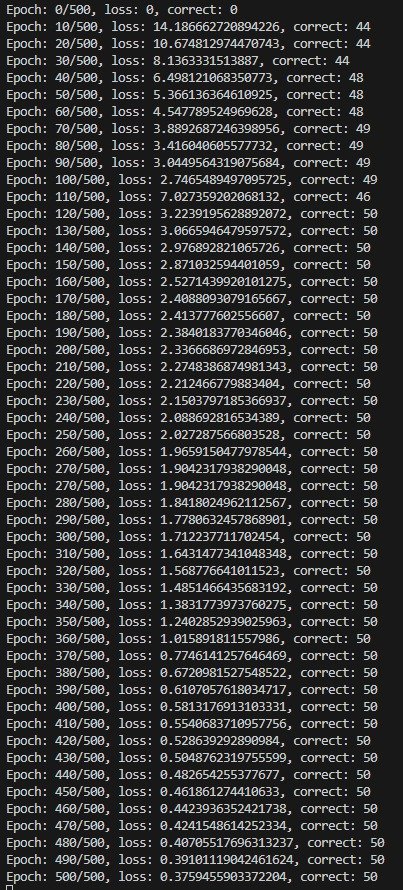 Epoch: 0/500, loss: 0, correct: 0
Epoch: 10/500, loss: 14.186662720894226, correct: 44
Epoch: 20/500, loss: 10.674812974470743, correct: 44
Epoch: 30/500, loss: 8.1363331513887, correct: 44
Epoch: 40/500, loss: 6.498121068350773, correct: 48
Epoch: 50/500, loss: 5.366136364610925, correct: 48
Epoch: 60/500, loss: 4.547789524969628, correct: 48
Epoch: 70/500, loss: 3.8892687246398956, correct: 49
Epoch: 80/500, loss: 3.416040605577732, correct: 49
Epoch: 90/500, loss: 3.0449564319075684, correct: 49
Epoch: 100/500, loss: 2.7465489497095725, correct: 49
Epoch: 110/500, loss: 7.027359202068132, correct: 46
Epoch: 120/500, loss: 3.2239195628892072, correct: 50
Epoch: 130/500, loss: 3.0665946479597572, correct: 50
Epoch: 140/500, loss: 2.976892821065726, correct: 50
Epoch: 150/500, loss: 2.871032594401059, correct: 50
Epoch: 160/500, loss: 2.5271439920101275, correct: 50
Epoch: 170/500, loss: 2.4088093079165667, correct: 50
Epoch: 180/500, loss: 2.413777602556607, correct: 50
Epoch: 190/500, loss: 2.3840183770346046, correct: 50
Epoch: 200/500, loss: 2.3366686972846953, correct: 50
Epoch: 210/500, loss: 2.2748386874981343, correct: 50
Epoch: 220/500, loss: 2.212466779883404, correct: 50
Epoch: 230/500, loss: 2.1503797185366937, correct: 50
Epoch: 240/500, loss: 2.088692816534389, correct: 50
Epoch: 250/500, loss: 2.027287566803528, correct: 50
Epoch: 260/500, loss: 1.9659150477978544, correct: 50
Epoch: 270/500, loss: 1.9042317938290048, correct: 50
Epoch: 270/500, loss: 1.9042317938290048, correct: 50
Epoch: 280/500, loss: 1.8418024962112567, correct: 50
Epoch: 290/500, loss: 1.7780632457868901, correct: 50
Epoch: 300/500, loss: 1.712237711702454, correct: 50
Epoch: 310/500, loss: 1.6431477341048348, correct: 50
Epoch: 320/500, loss: 1.568776641011523, correct: 50
Epoch: 330/500, loss: 1.4851466435683192, correct: 50
Epoch: 340/500, loss: 1.3831773973760275, correct: 50
Epoch: 350/500, loss: 1.2402852939025963, correct: 50
Epoch: 360/500, loss: 1.015891811557986, correct: 50
Epoch: 370/500, loss: 0.7746141257646469, correct: 50
Epoch: 380/500, loss: 0.6720981527548522, correct: 50
Epoch: 390/500, loss: 0.6107057618034717, correct: 50
Epoch: 400/500, loss: 0.5813176913103331, correct: 50
Epoch: 410/500, loss: 0.5540683710957756, correct: 50
Epoch: 420/500, loss: 0.528639292890984, correct: 50
Epoch: 430/500, loss: 0.5048762319755599, correct: 50
Epoch: 440/500, loss: 0.482654255377677, correct: 50
Epoch: 450/500, loss: 0.461861274410633, correct: 50
Epoch: 460/500, loss: 0.4423936352421738, correct: 50
Epoch: 470/500, loss: 0.4241548614252334, correct: 50
Epoch: 480/500, loss: 0.40705517696313237, correct: 50
Epoch: 490/500, loss: 0.39101119042461624, correct: 50
Epoch: 500/500, loss: 0.3759455903372204, correct: 50